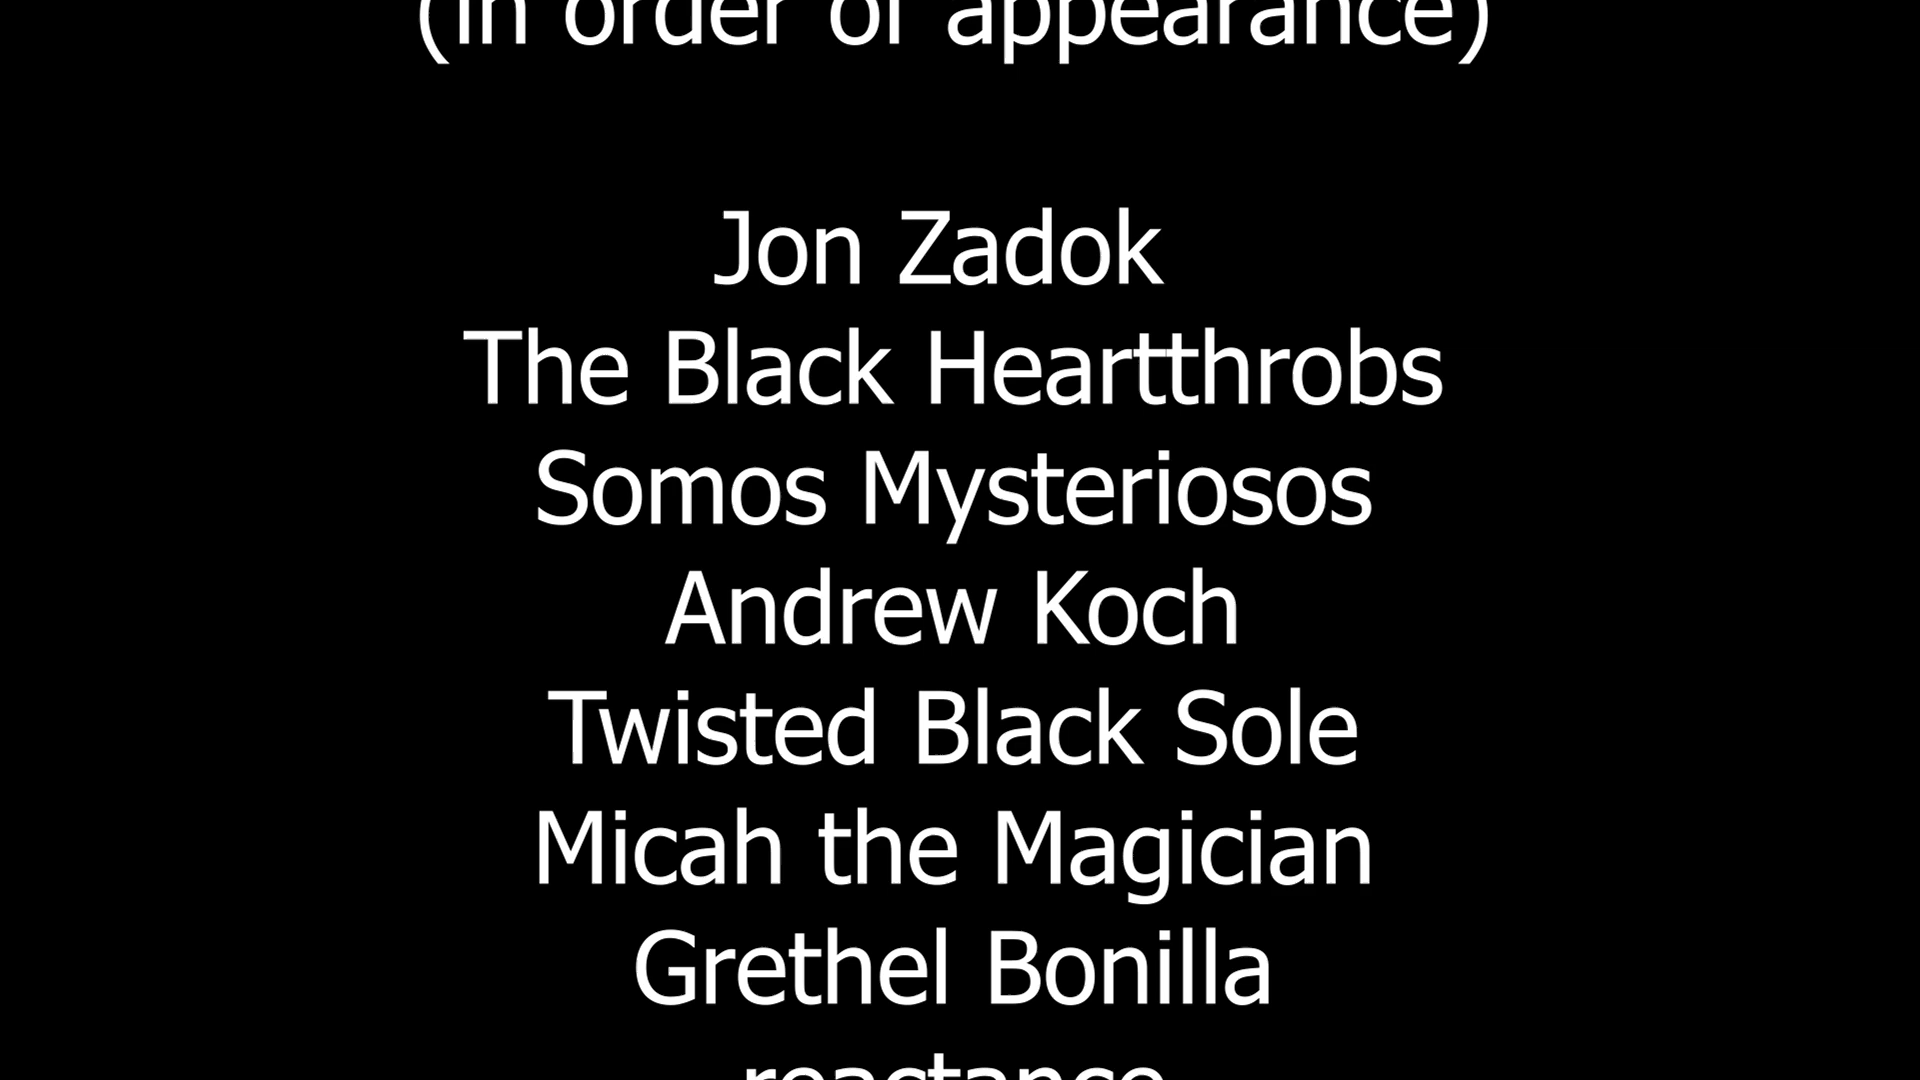 (in order of appearance)
Jon Zadok
The Black Heartthrobs
Somos Mysteriosos
Andrew Koch
Twisted Black Sole
Micah the Magician
Grethel Bonilla
reactance